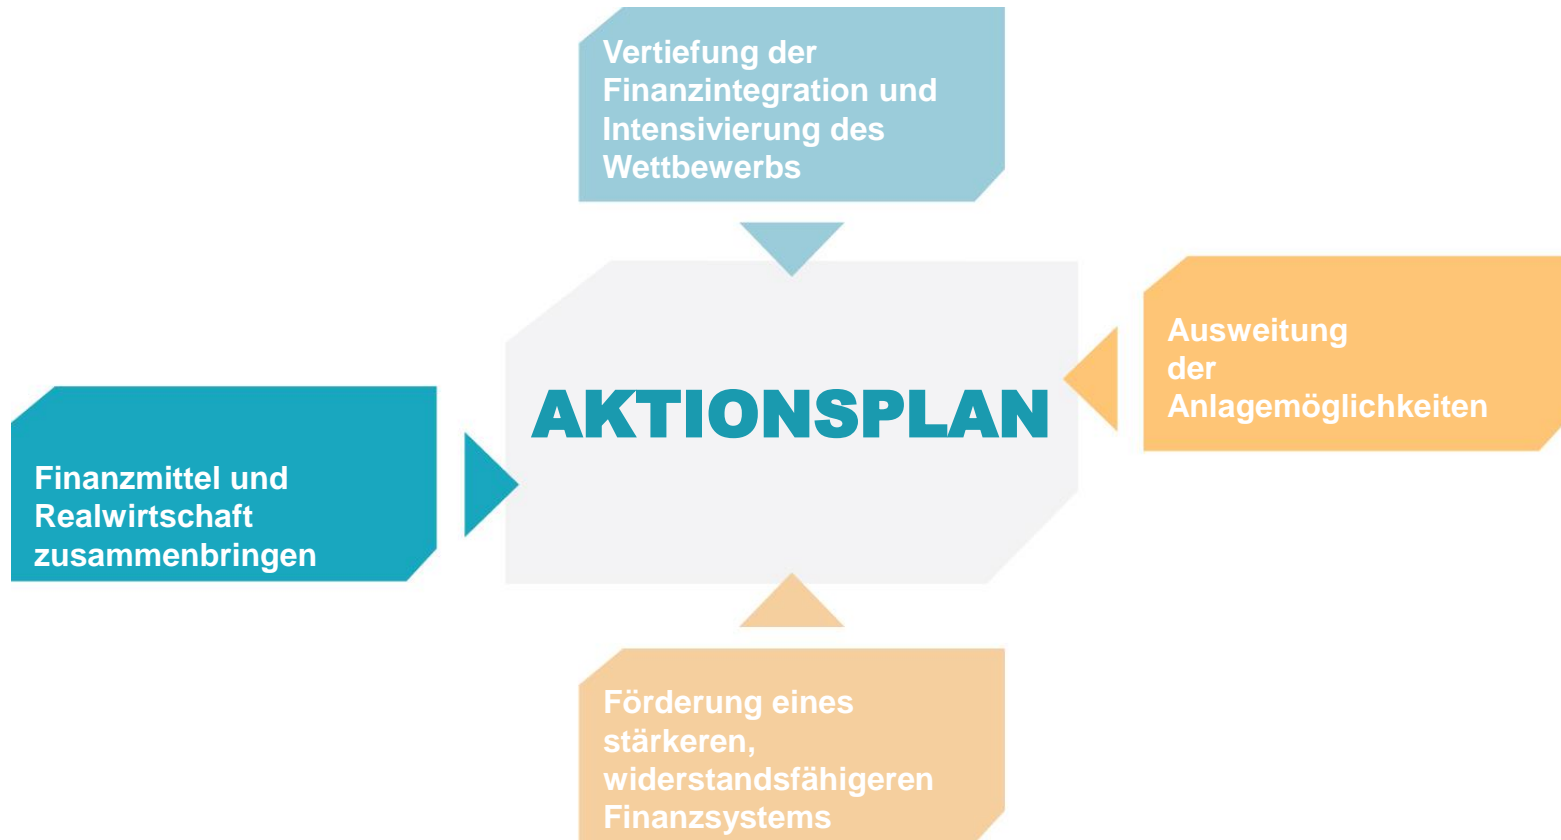 Vertiefung der
Finanzintegration und
Intensivierung des
Wettbewerbs
Ausweitung
der
Anlagemöglichkeiten
AKTIONSPLAN
Finanzmittel und
Realwirtschaft
zusammenbringen
Förderung eines
stärkeren,
widerstandsfähigeren
Finanzsystems